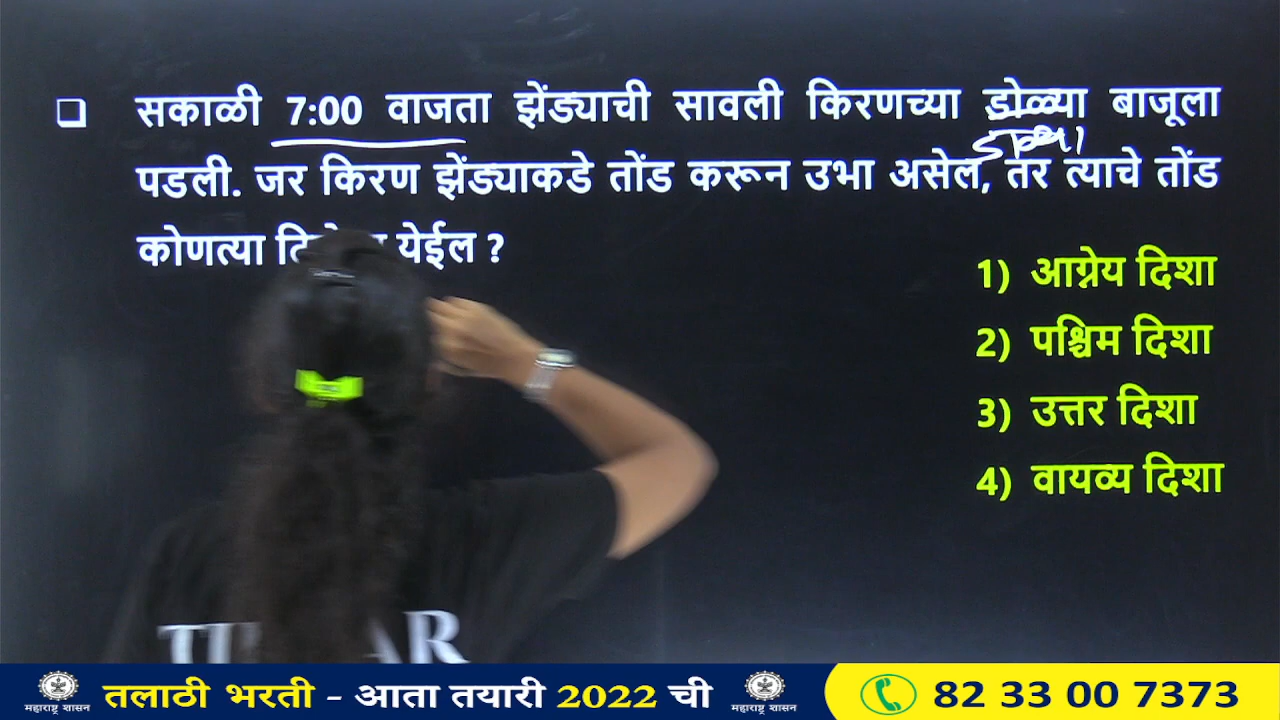 ❑ सकाळी 7:00 वाजता झेंड्याची सावली किरणच्या डोळ्या बाजूला
पडली. जर किरण झेंड्याकडे तोंड करून उभा असेल, तर त्याचे तोंड
कोणत्या येईल ?
1) आग्नेय दिशा
2) पश्चिम दिशा
3) उत्तर दिशा
4) वायव्य दिशा
महाराष्ट्र शासन
तलाठी भरती - आता तयारी 2022 ची
महाराष्ट्र शासन
82 33 00 7373